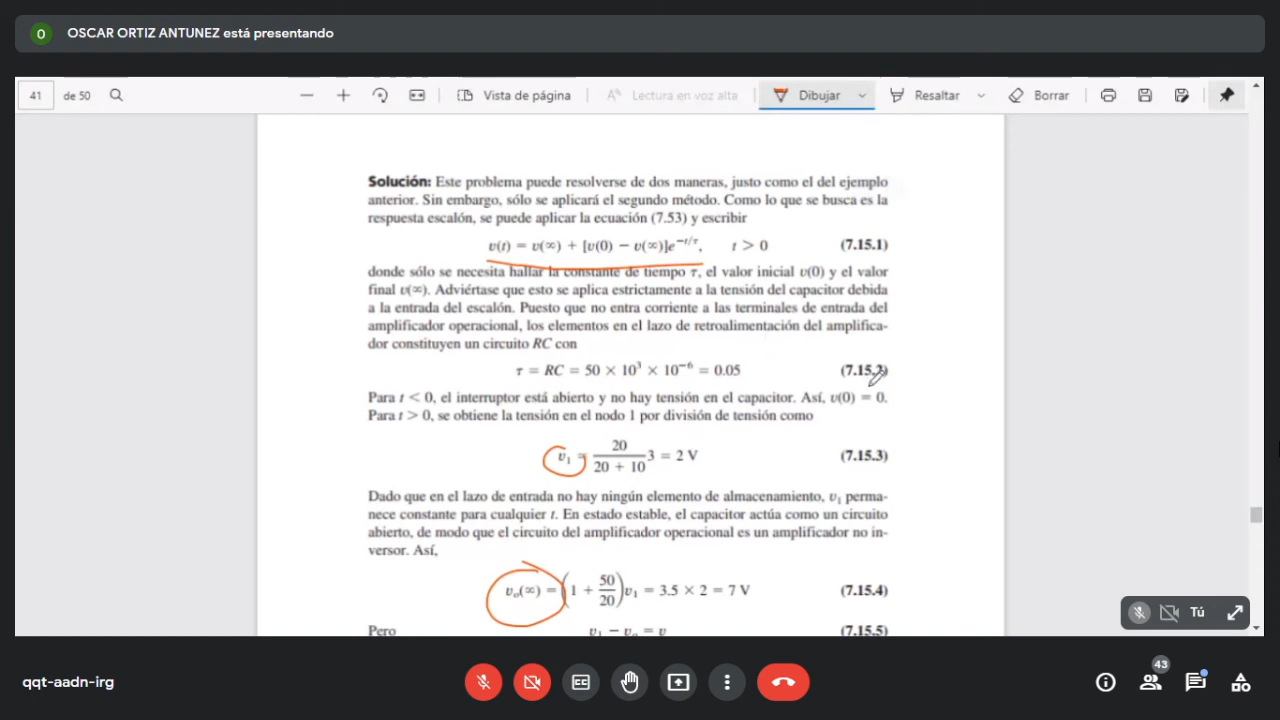 O OSCAR ORTIZ ANTUNEZ está presentando
41 de 50 Vista de página Lectura en voz alta Dibujar Resaltar Borrar
Solución: Este problema puede resolverse de dos maneras, justo como el del ejemplo
anterior. Sin embargo, sólo se aplicará el segundo método. Como lo que se busca es la
respuesta escalón, se puede aplicar la ecuación (7.53) y escribir
v(t) = v(∞) + [v(0) − v(∞)]e^{−t/τ}, t > 0 (7.15.1)
donde sólo se necesita hallar la constante de tiempo τ, el valor inicial v(0) y el valor
final v(∞). Adviértase que esto se aplica estrictamente a la tensión del capacitor debida
a la entrada del escalón. Puesto que no entra corriente a las terminales de entrada del
amplificador operacional, los elementos en el lazo de retroalimentación del amplifica-
dor constituyen un circuito RC con
τ = RC = 50 × 10³ × 10⁻⁶ = 0.05 (7.15.2)
Para t < 0, el interruptor está abierto y no hay tensión en el capacitor. Así, v(0) = 0.
Para t > 0, se obtiene la tensión en el nodo 1 por división de tensión como
v₁ = 20/(20 + 10) 3 = 2 V (7.15.3)
Dado que en el lazo de entrada no hay ningún elemento de almacenamiento, v₁ perma-
nece constante para cualquier t. En estado estable, el capacitor actúa como un circuito
abierto, de modo que el circuito del amplificador operacional es un amplificador no in-
versor. Así,
vₒ(∞) = (1 + 50/20)v₁ = 3.5 × 2 = 7 V (7.15.4)
Pero v₁ − vₒ = v (7.15.5)
Tú
qqt-aadn-irg
43